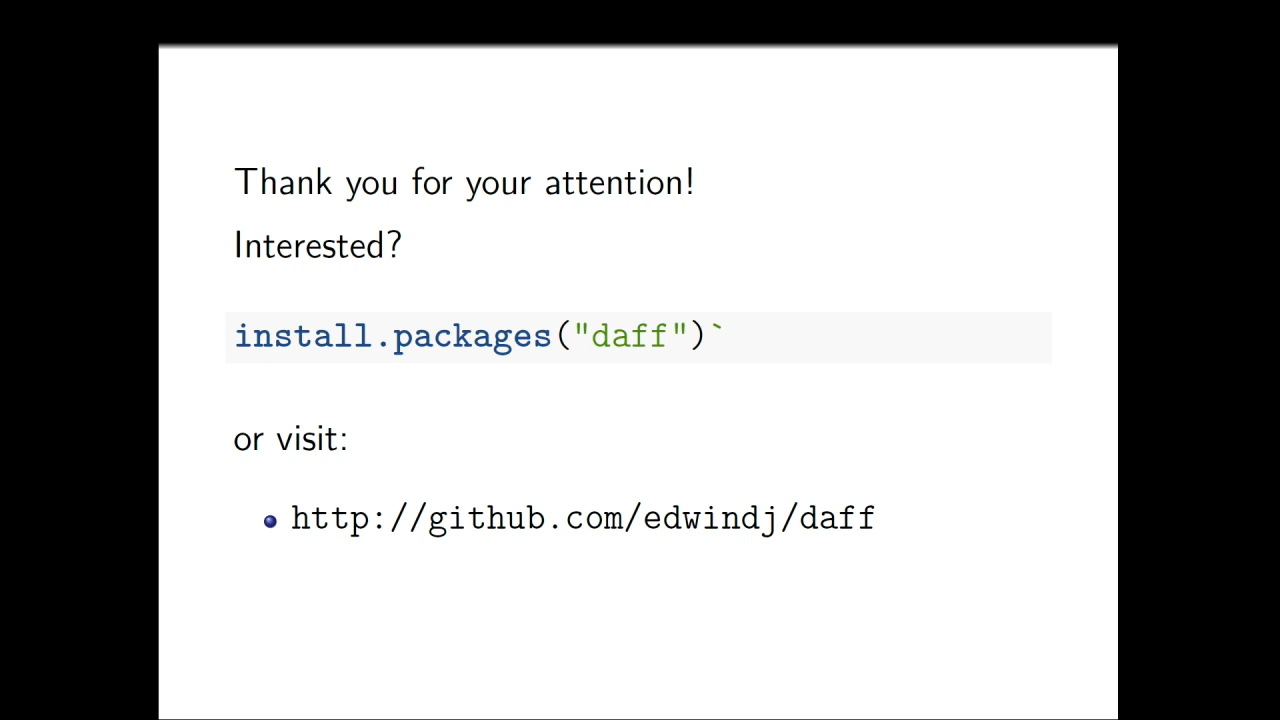 Thank you for your attention!
Interested?
install.packages("daff")`
or visit:
http://github.com/edwindj/daff